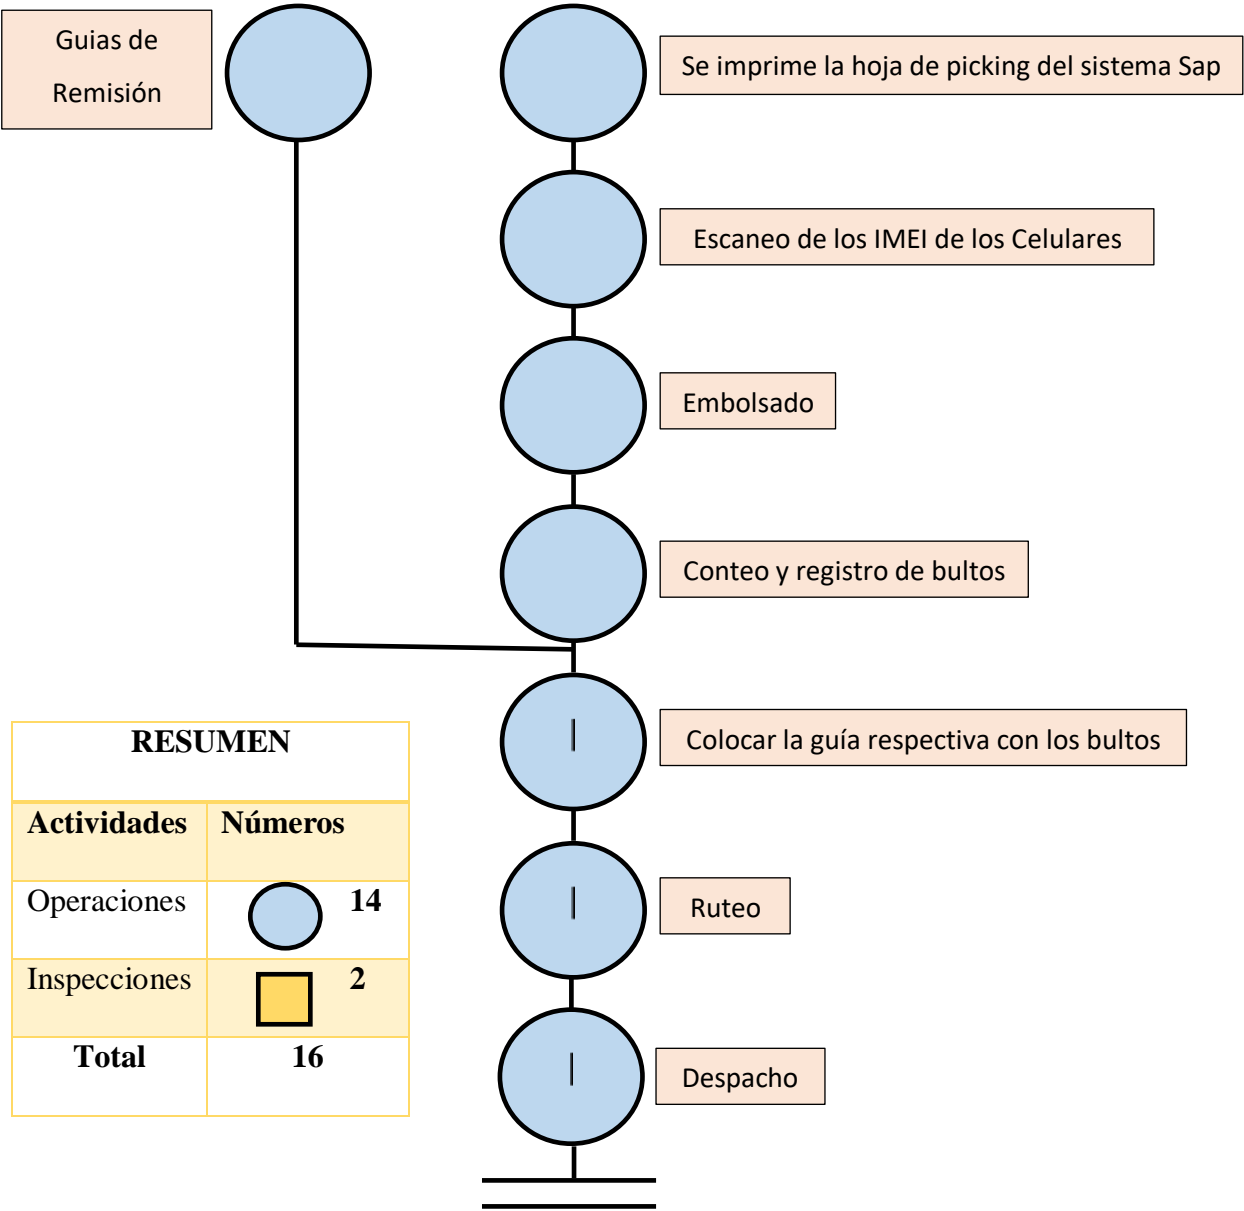 Guias de
Remisión
Se imprime la hoja de picking del sistema Sap
Escaneo de los IMEI de los Celulares
Embolsado
Conteo y registro de bultos
Colocar la guía respectiva con los bultos
Ruteo
Despacho
RESUMEN
Actividades Números
Operaciones 14
Inspecciones 2
Total 16